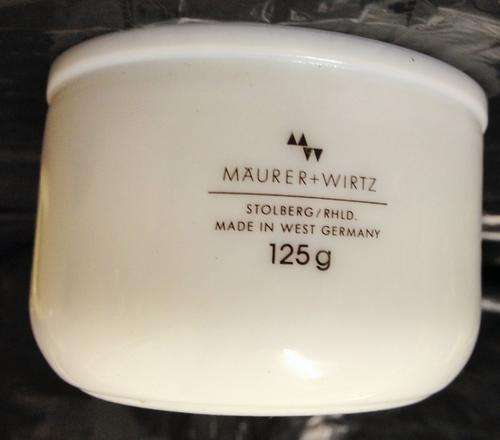 MÄURER+WIRTZ
STOLBERG/RHLD.
MADE IN WEST GERMANY
125g